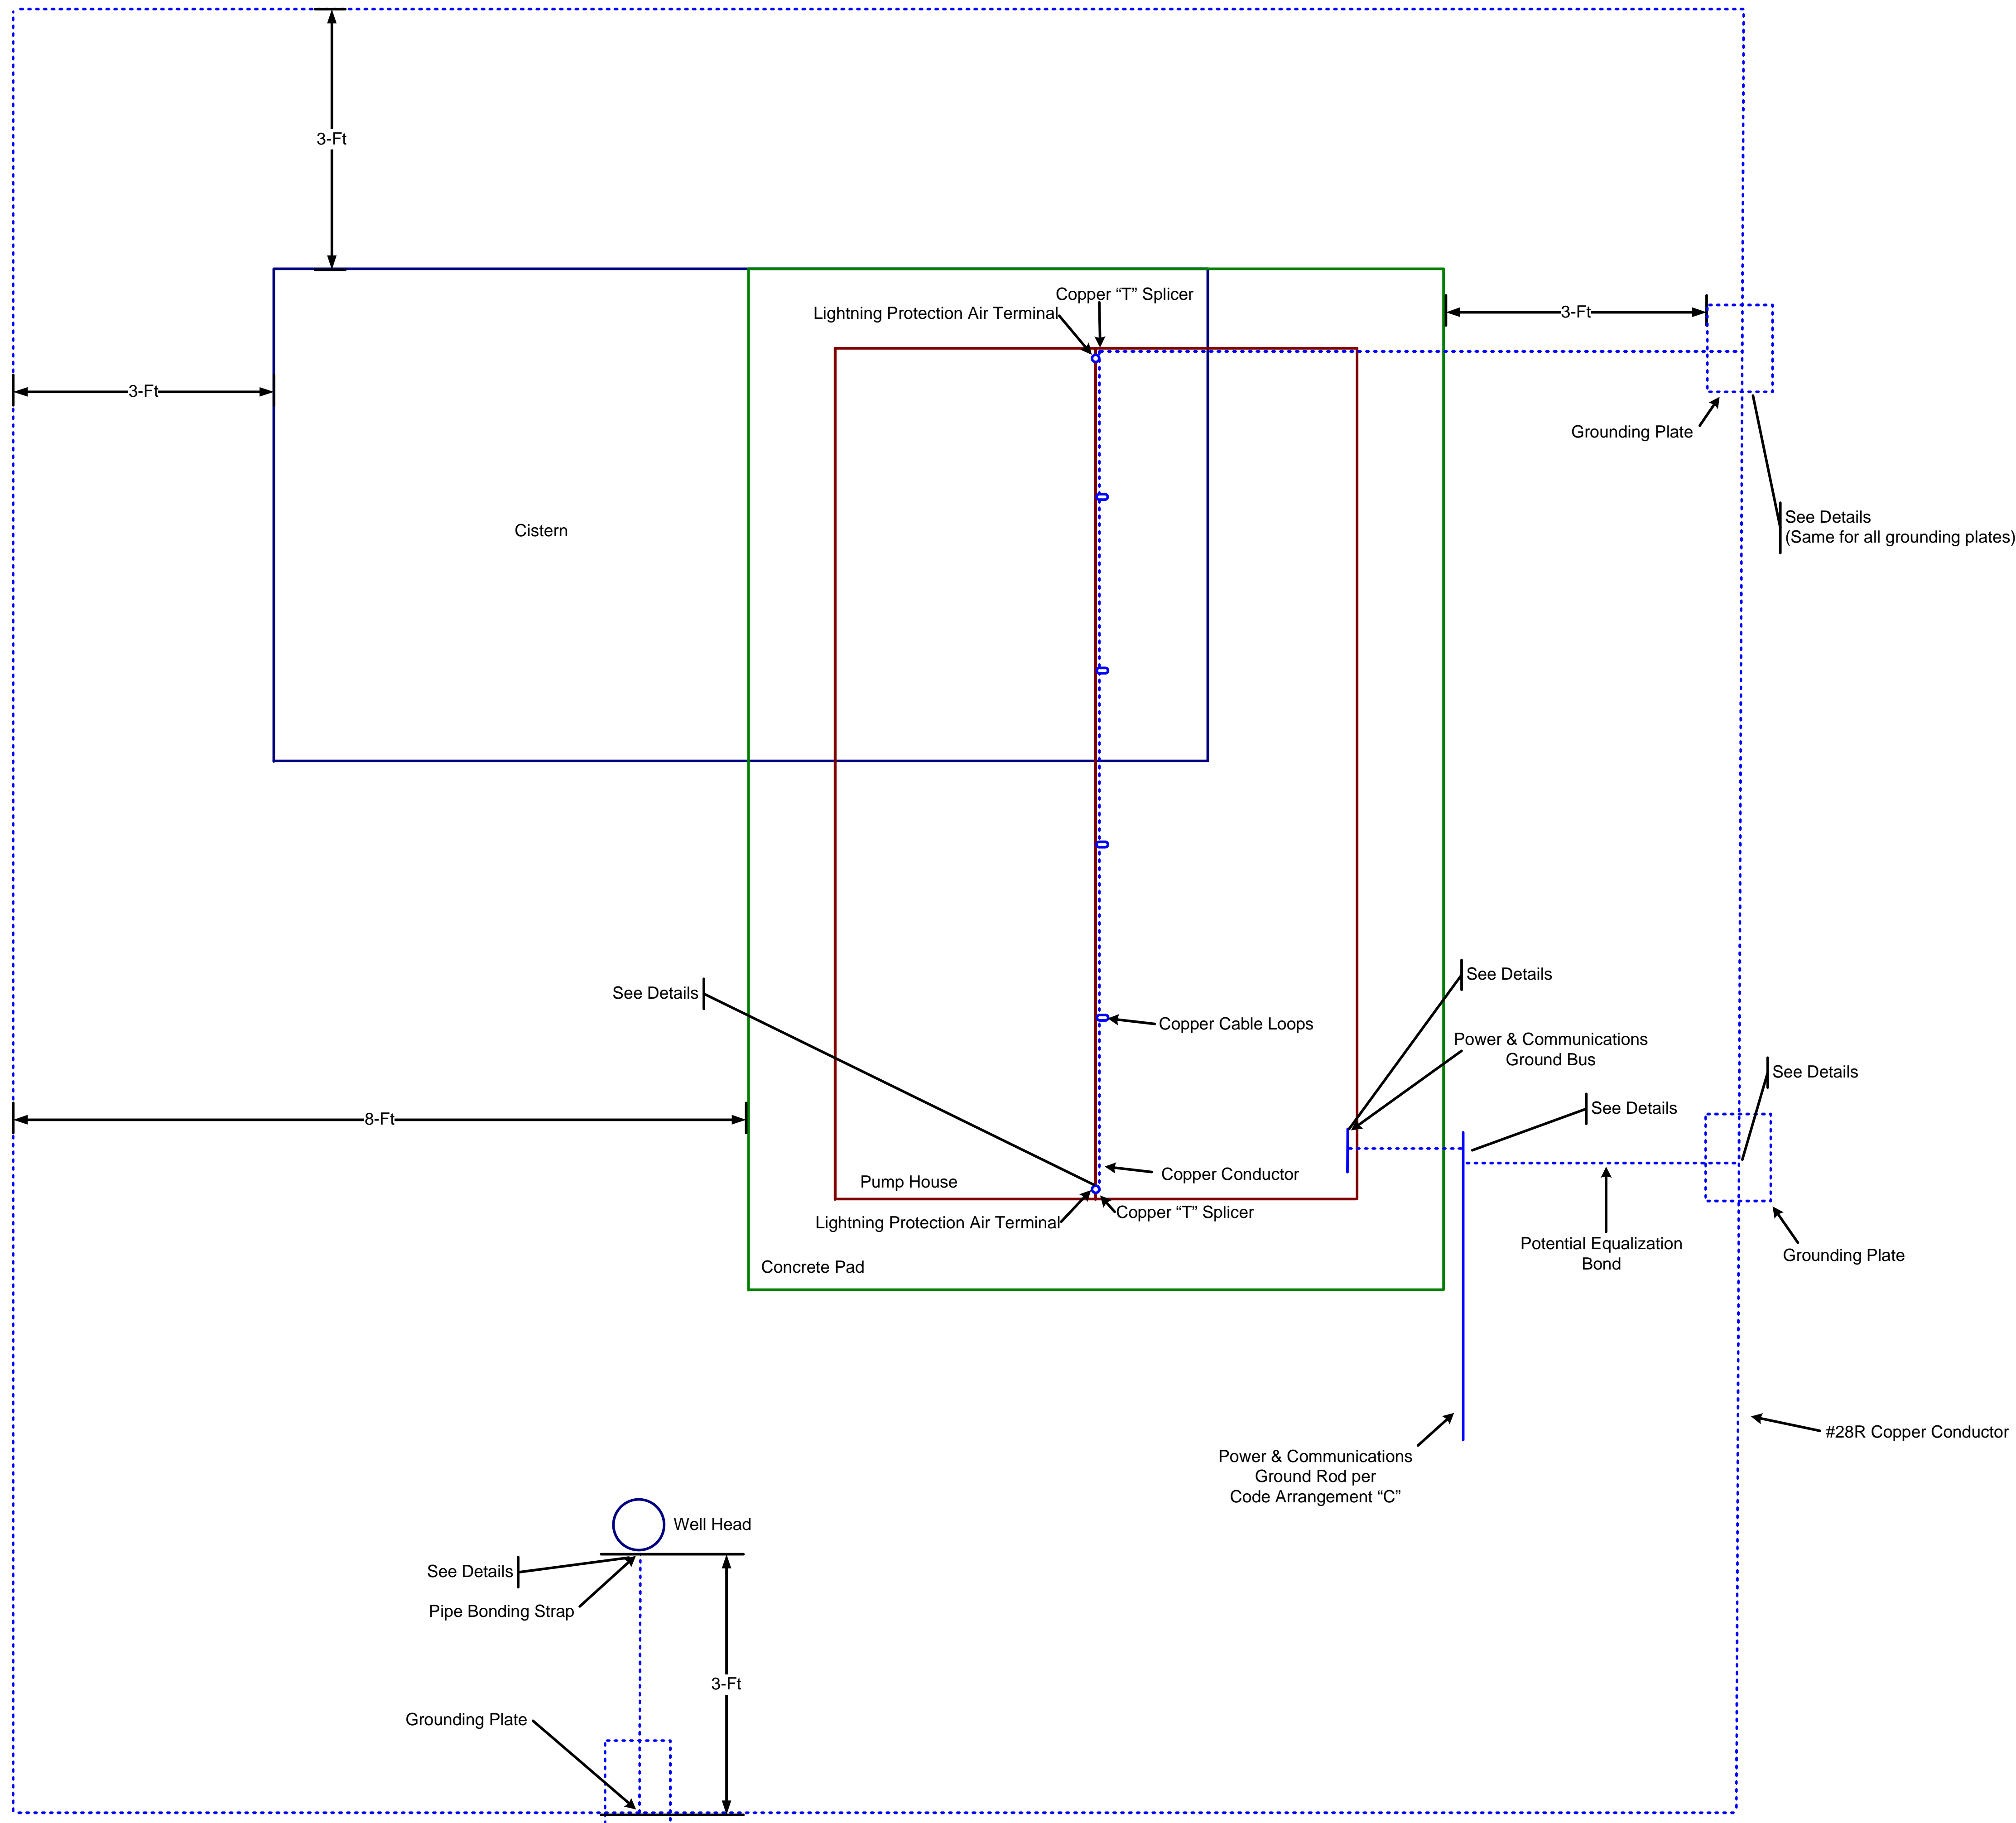 3-Ft
Copper “T” Splicer
Lightning Protection Air Terminal
3-Ft
3-Ft
Grounding Plate
See Details
(Same for all grounding plates)
Cistern
See Details
See Details
Copper Cable Loops
Power & Communications
Ground Bus
See Details
See Details
8-Ft
Copper Conductor
Pump House
Copper “T” Splicer
Lightning Protection Air Terminal
Potential Equalization
Bond
Grounding Plate
Concrete Pad
#28R Copper Conductor
Power & Communications
Ground Rod per
Code Arrangement “C”
Well Head
See Details
Pipe Bonding Strap
3-Ft
Grounding Plate